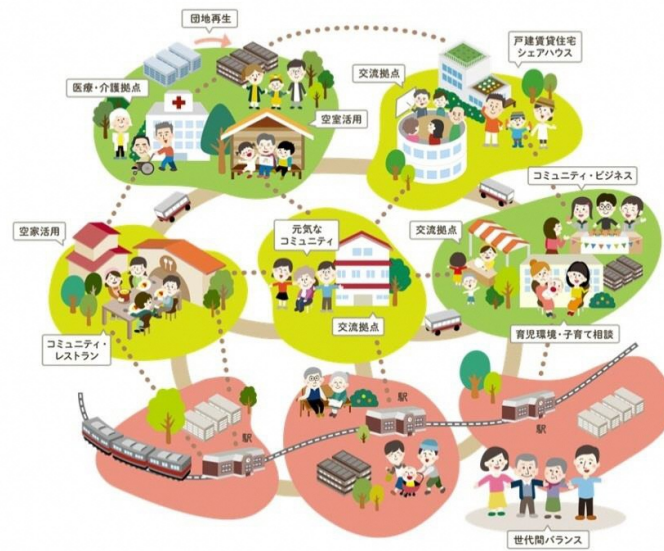 団地再生
医療・介護拠点
空室活用
交流拠点
戸建賃貸住宅
シェアハウス
コミュニティ・ビジネス
空家活用
元気な
コミュニティ
交流拠点
交流拠点
育児環境・子育て相談
コミュニティ・
レストラン
駅
駅
駅
世代間バランス